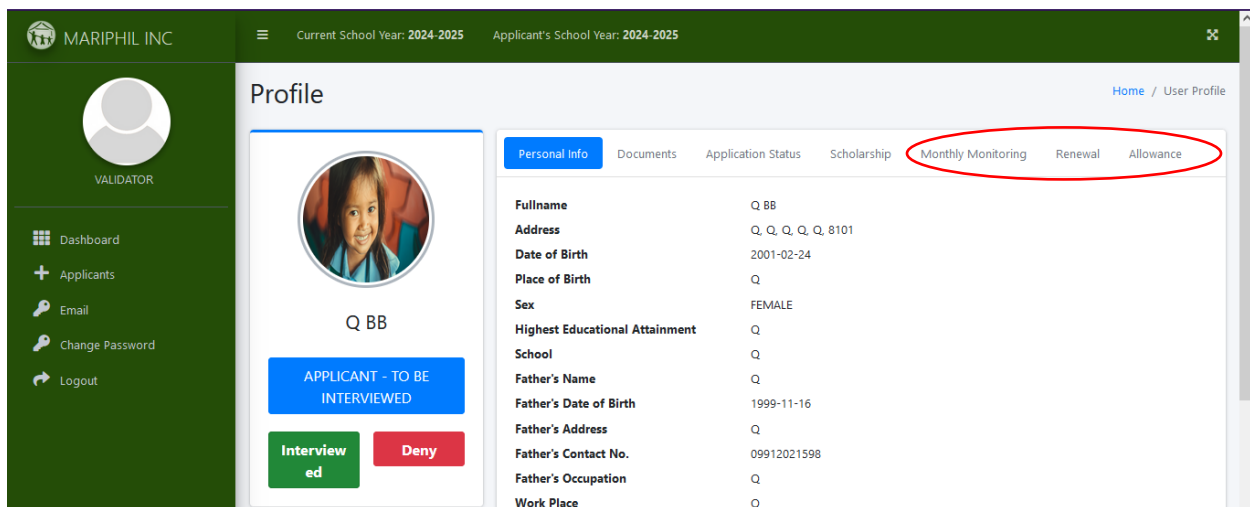 MARIPHIL INC
Current School Year: 2024-2025 Applicant's School Year: 2024-2025
VALIDATOR
Dashboard
Applicants
Email
Change Password
Logout
Profile
Home / User Profile
Q BB
APPLICANT - TO BE
INTERVIEWED
Interview
ed
Deny
Personal Info Documents Application Status Scholarship Monthly Monitoring Renewal Allowance
Fullname Q BB
Address Q, Q, Q, Q, Q, 8101
Date of Birth 2001-02-24
Place of Birth Q
Sex FEMALE
Highest Educational Attainment Q
School Q
Father's Name Q
Father's Date of Birth 1999-11-16
Father's Address Q
Father's Contact No. 09912021598
Father's Occupation Q
Work Place Q